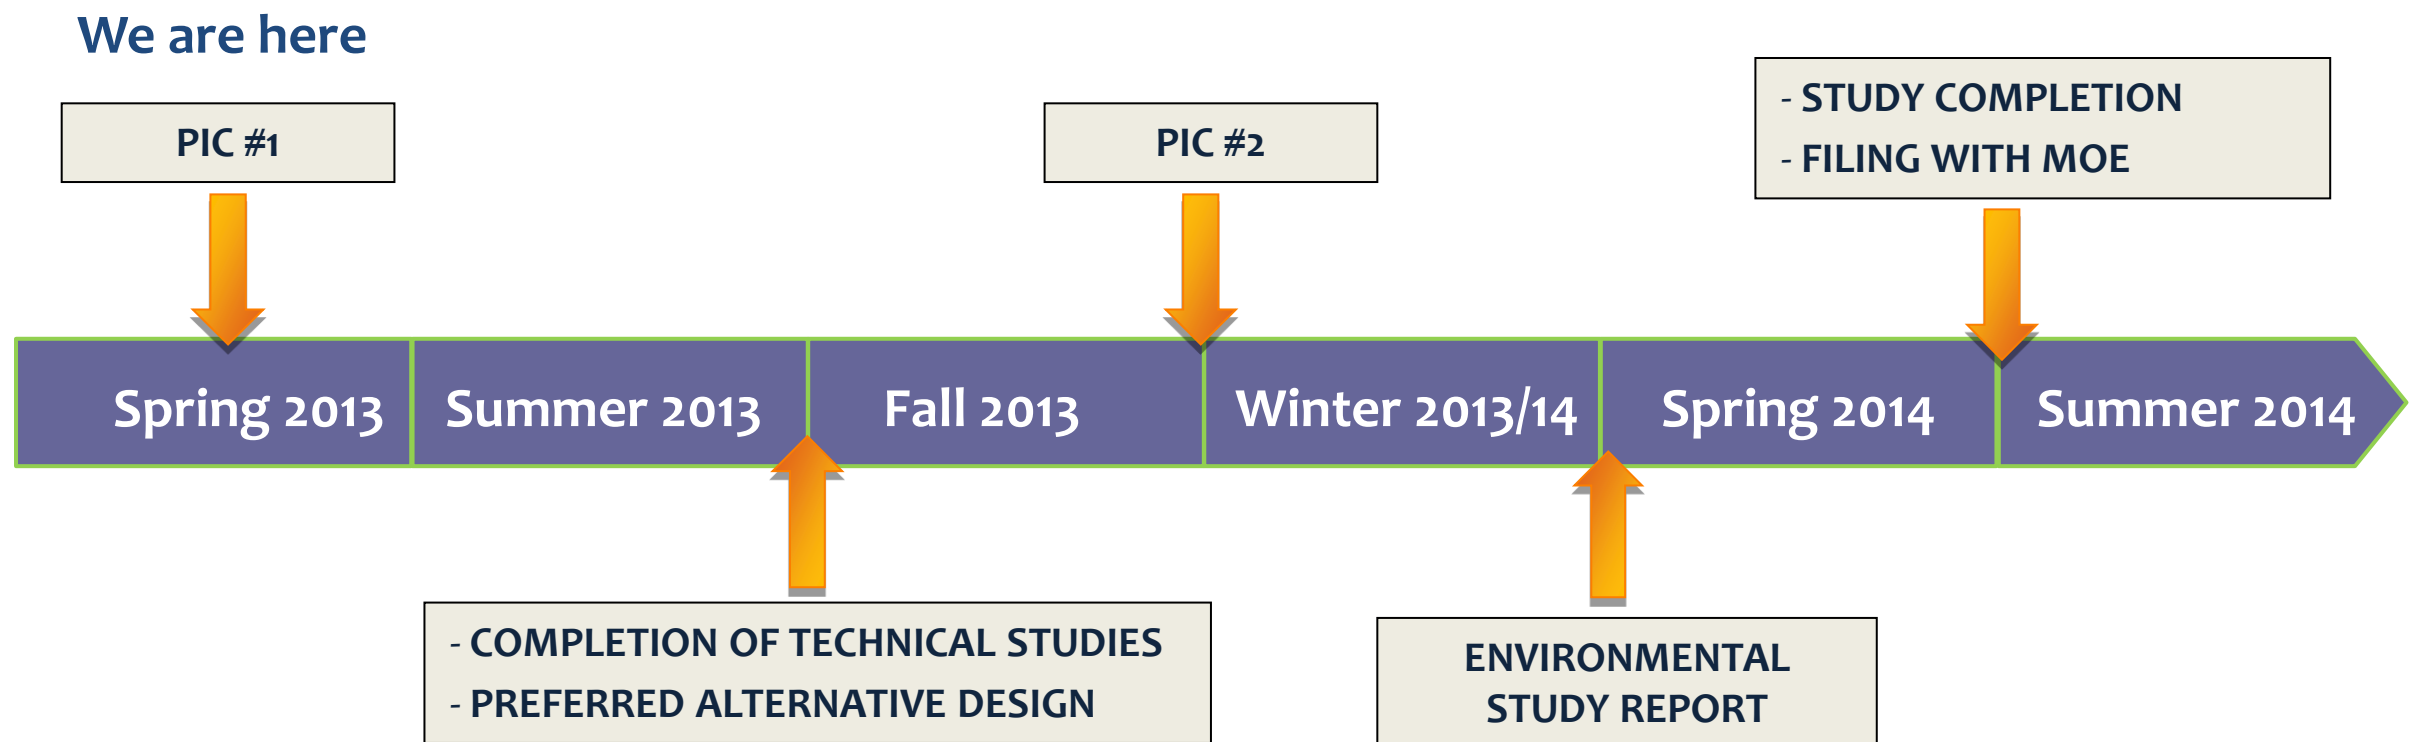 We are here
PIC #1
PIC #2
- STUDY COMPLETION
- FILING WITH MOE
Spring 2013
Summer 2013
Fall 2013
Winter 2013/14
Spring 2014
Summer 2014
- COMPLETION OF TECHNICAL STUDIES
- PREFERRED ALTERNATIVE DESIGN
ENVIRONMENTAL
STUDY REPORT